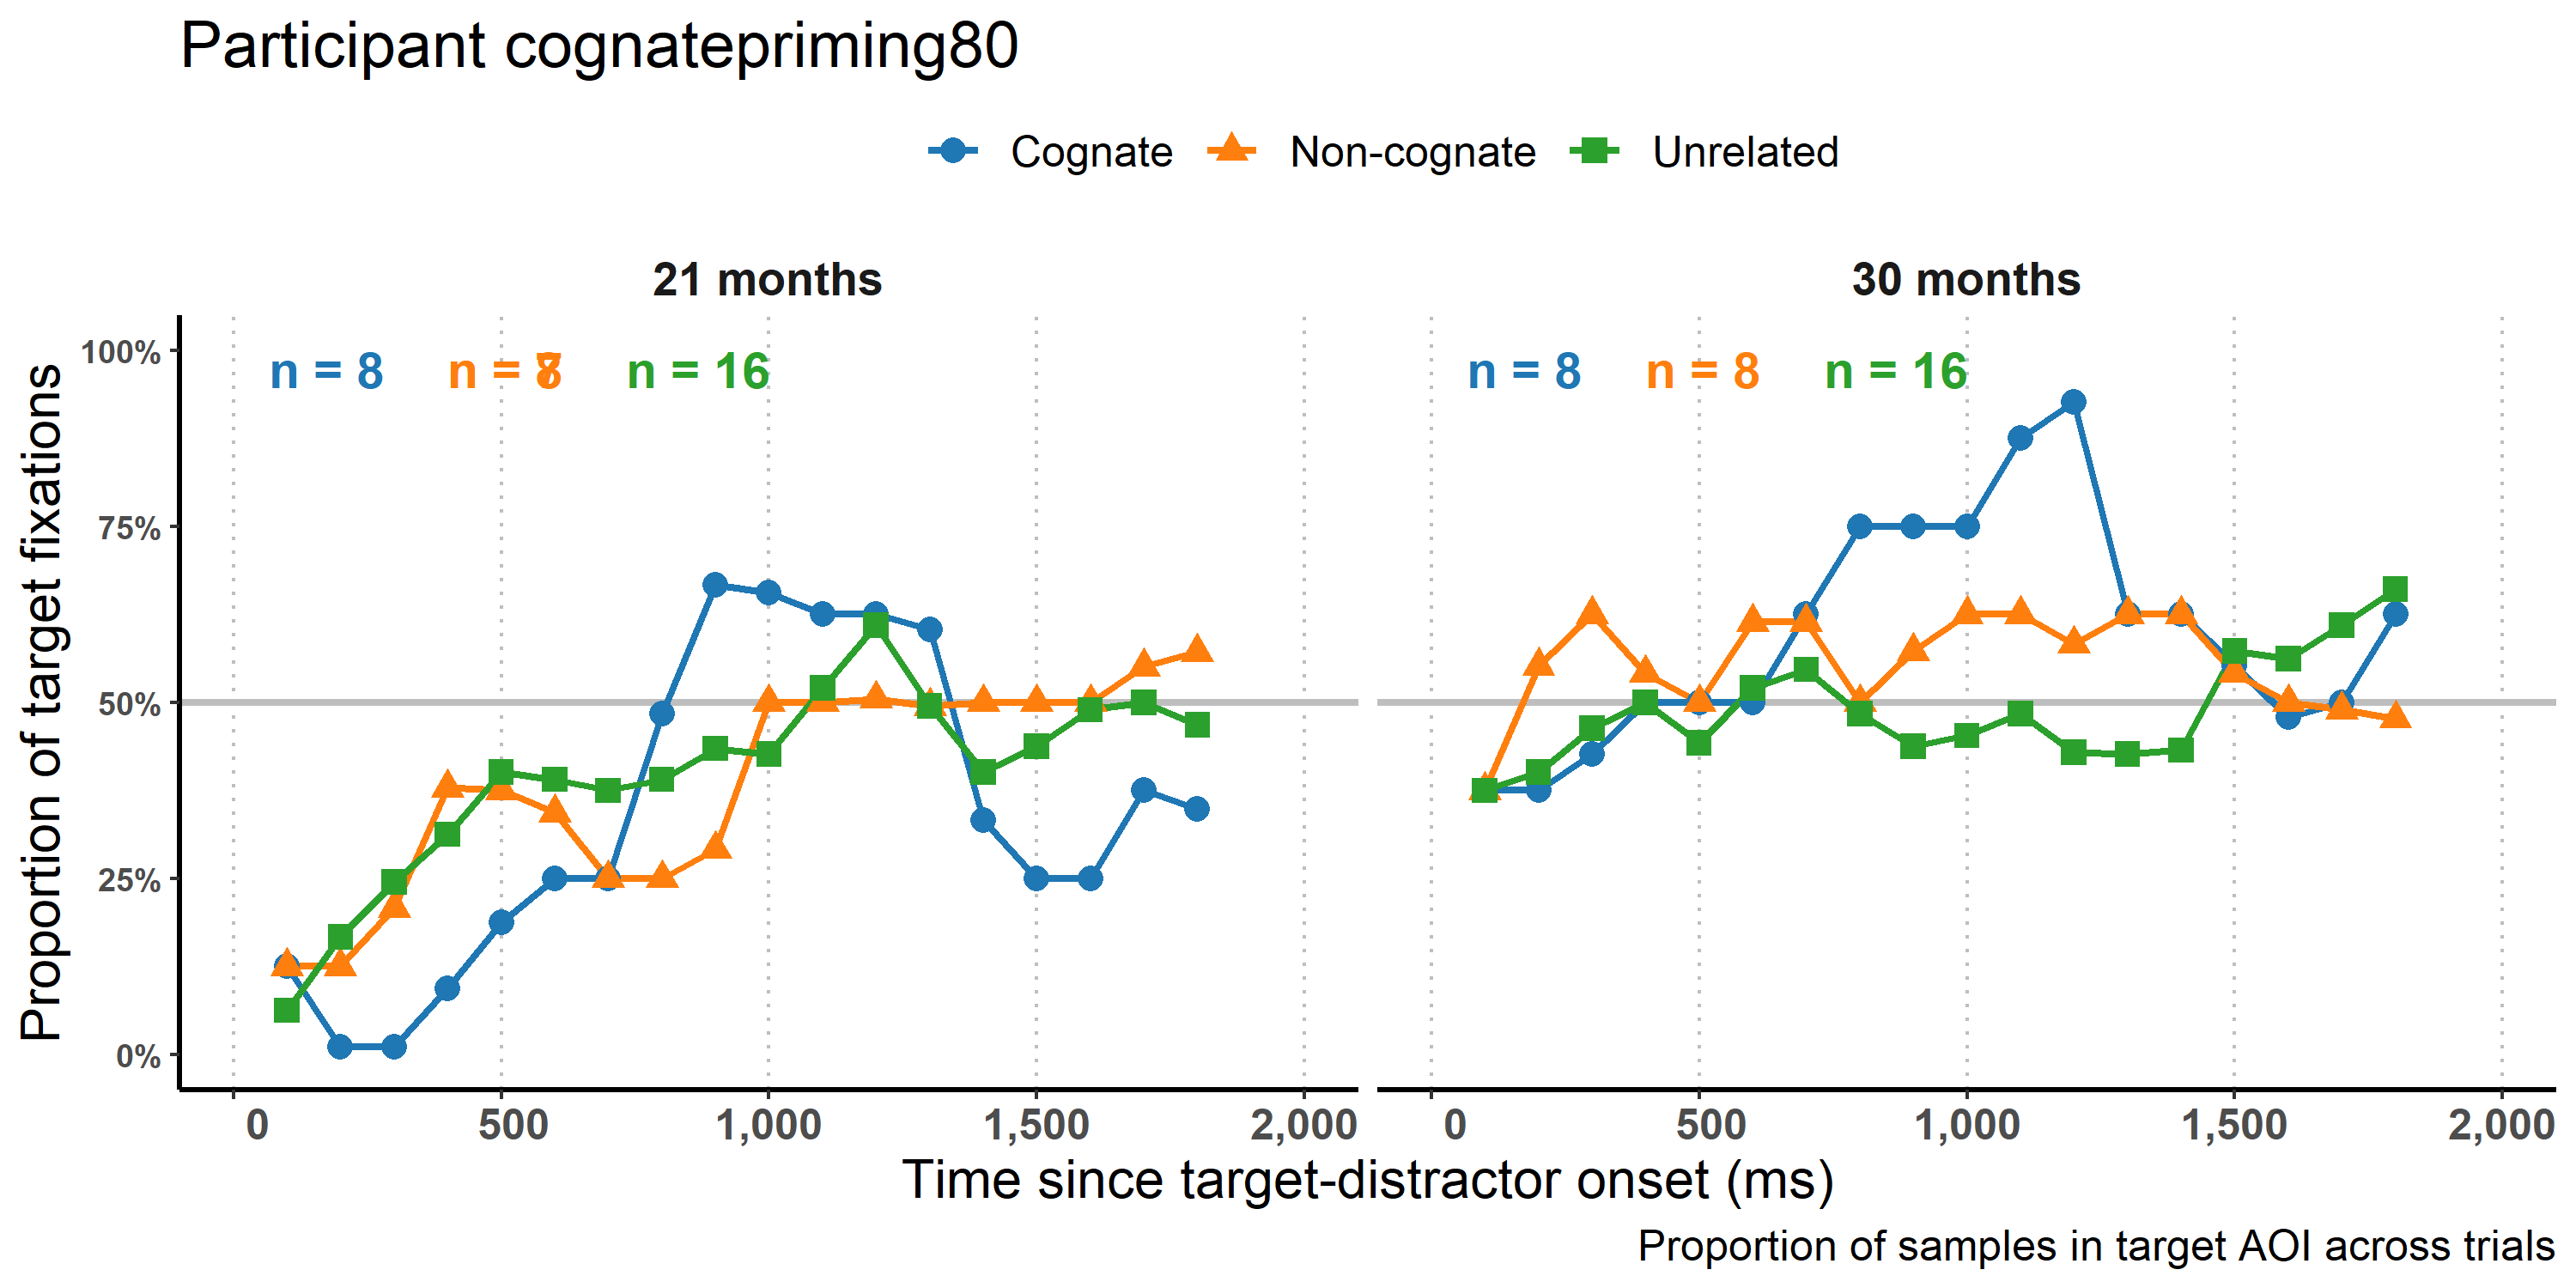 Participant cognatepriming80
Cognate Non-cognate Unrelated
21 months 30 months
n = 8 n = n = 16 n = 8 n = 8 n = 16
Proportion of target fixations
100%
75%
50%
25%
0%
0 500 1,000 1,500 2,000 0 500 1,000 1,500 2,000
Time since target-distractor onset (ms)
Proportion of samples in target AOI across trials